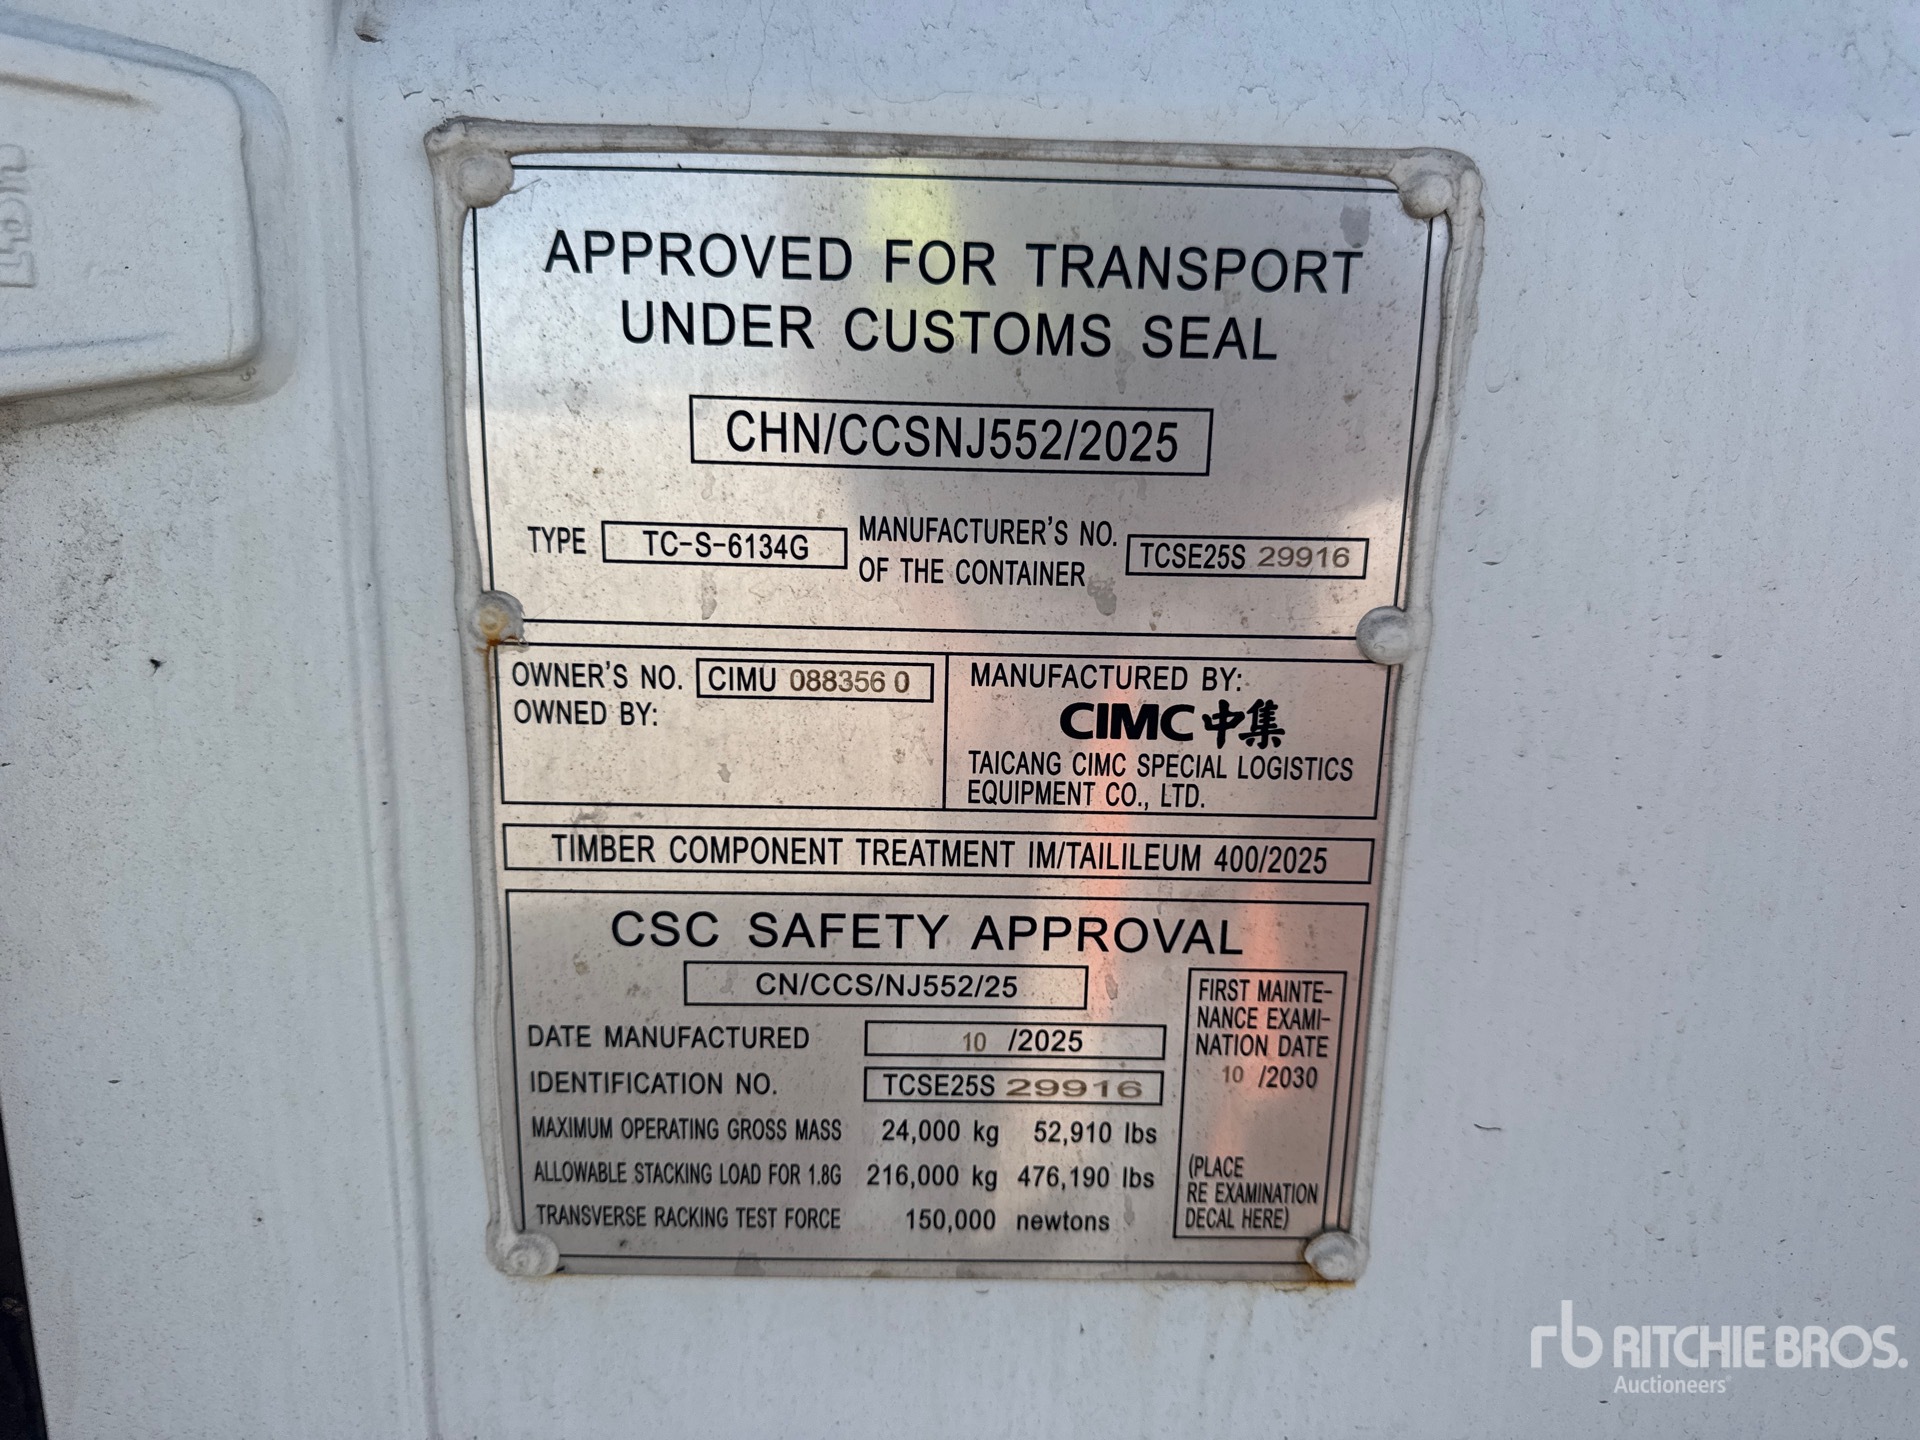 APPROVED FOR TRANSPORT
UNDER CUSTOMS SEAL
CHN/CCSNJ552/2025
TYPE TC-S-6134G
MANUFACTURER'S NO.
OF THE CONTAINER
TCSE25S 29916
OWNER'S NO. CIMU 088356 0
OWNED BY:
MANUFACTURED BY:
CIMC中集
TAICANG CIMC SPECIAL LOGISTICS
EQUIPMENT CO., LTD.
TIMBER COMPONENT TREATMENT IM/TAILILEUM 400/2025
CSC SAFETY APPROVAL
CN/CCS/NJ552/25
DATE MANUFACTURED 10 /2025
IDENTIFICATION NO. TCSE25S 29916
MAXIMUM OPERATING GROSS MASS 24,000 kg 52,910 lbs
ALLOWABLE STACKING LOAD FOR 1.8G 216,000 kg 476,190 lbs
TRANSVERSE RACKING TEST FORCE 150,000 newtons
FIRST MAINTE-
NANCE EXAMI-
NATION DATE
10 /2030
(PLACE
RE EXAMINATION
DECAL HERE)
rb RITCHIE BROS.
Auctioneers